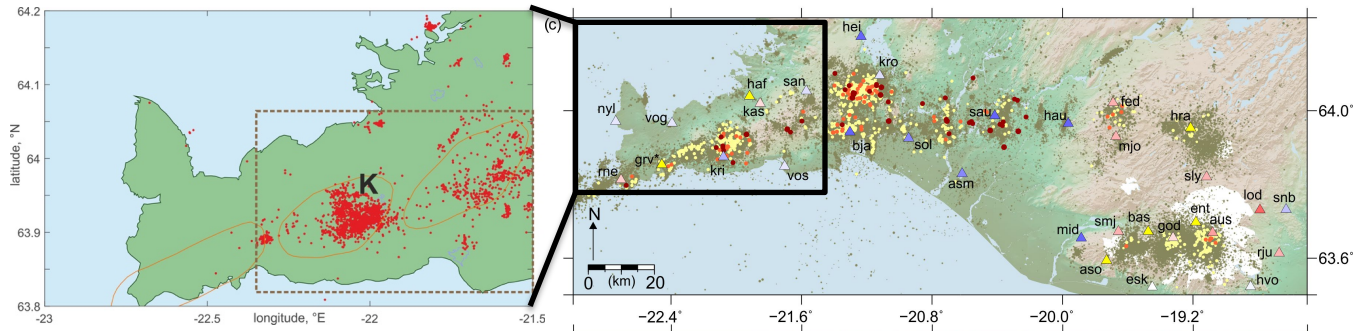 64.2
64.1
64
63.9
63.8
latitude, °N
-23
-22.5
longitude, °E
-22
-21.5
K
(c)
hei
kro
haf
san
kas
nyl
vog
grv*
rne
kri
vos
bja
sol
sau
asm
hau
fed
mjo
hra
sly
lod
snb
ent
aus
bas
god
smj
mid
aso
esk
rju
hvo
N
0 20
(km)
64.0
63.6
−22.4
−21.6
−20.8
−20.0
−19.2